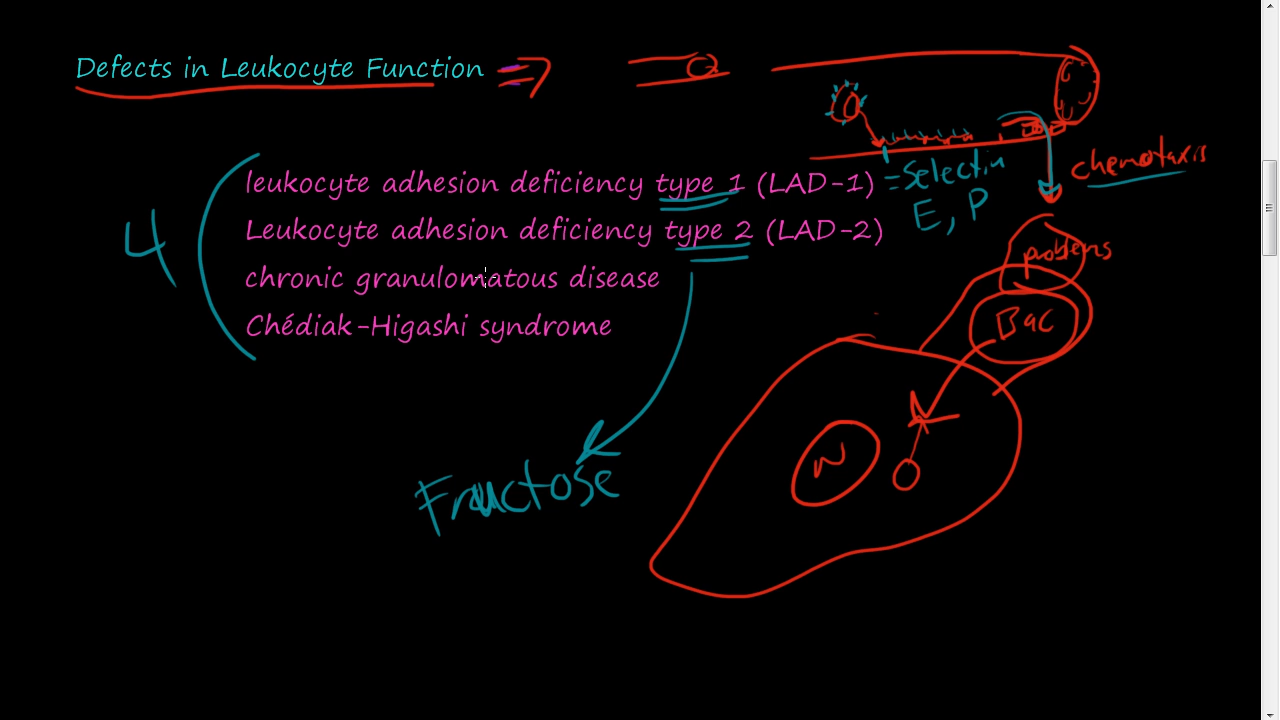 Defects in Leukocyte Function
leukocyte adhesion deficiency type 1 (LAD-1)
Leukocyte adhesion deficiency type 2 (LAD-2)
chronic granulomatous disease
Chédiak-Higashi syndrome
4
= Selectin
E, P
chemotaxis
problems
Bac
N
Fructose